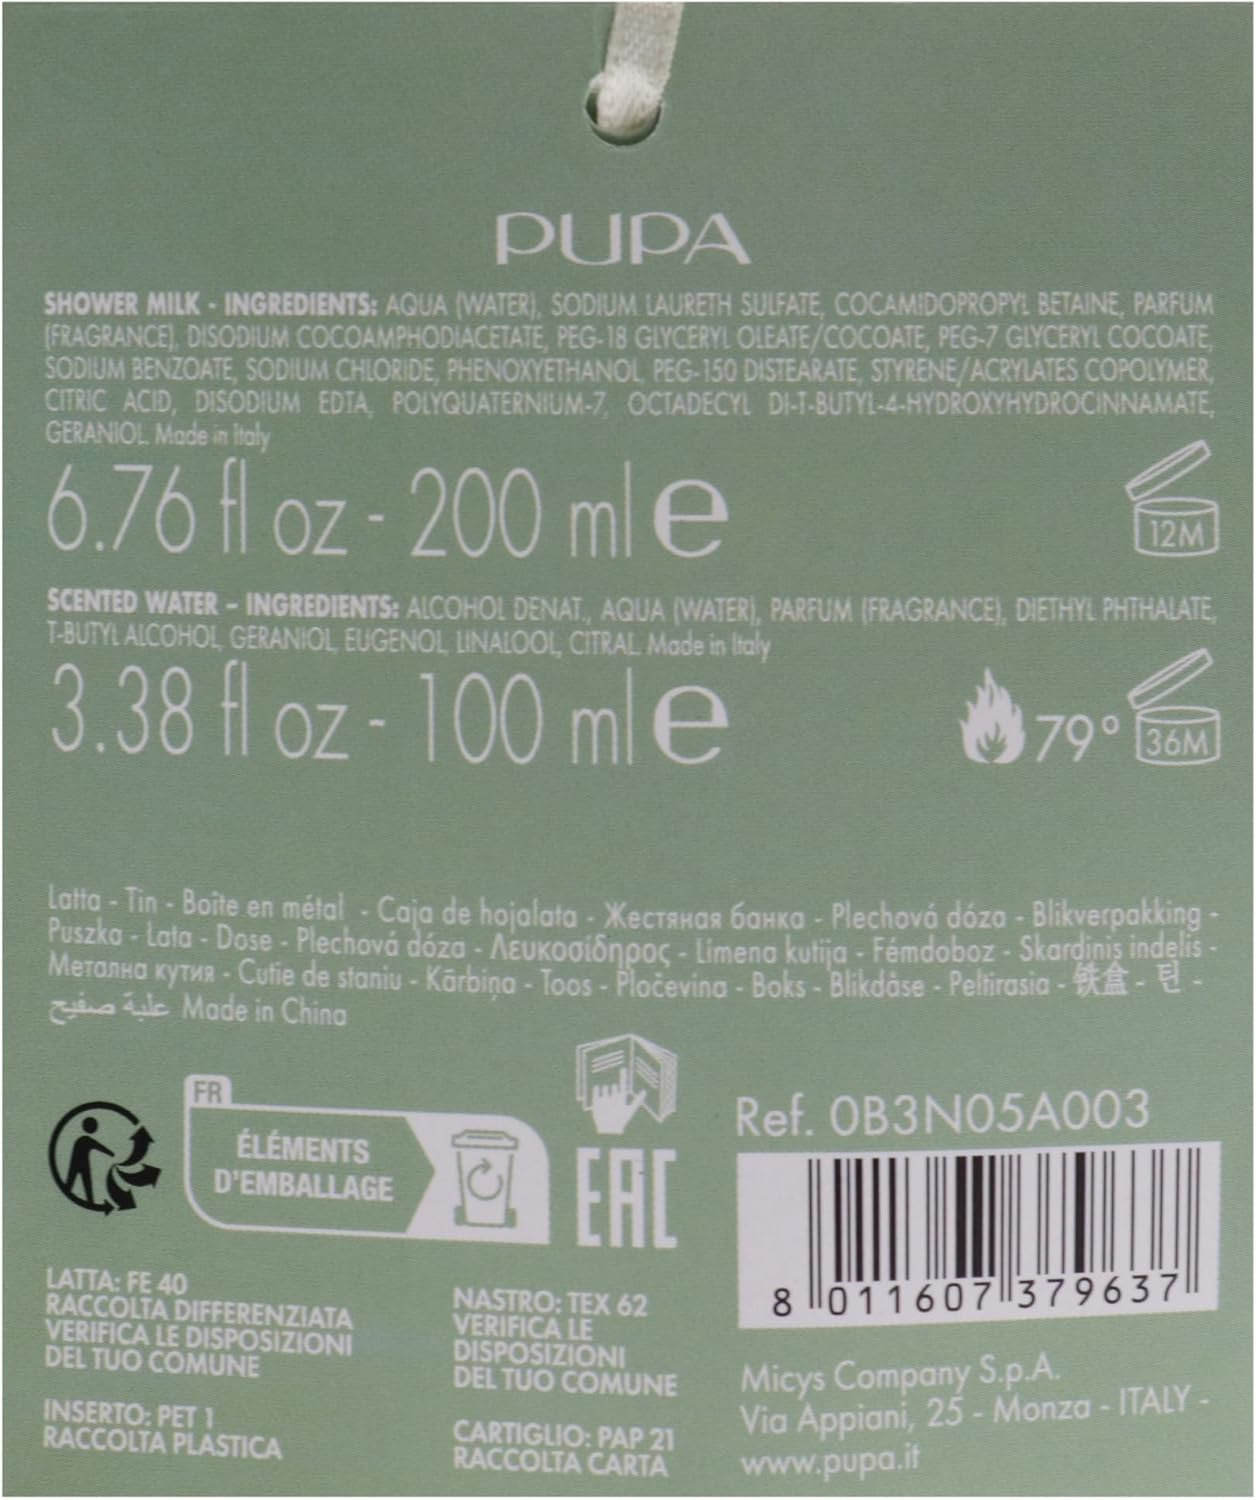 PUPA
SHOWER MILK - INGREDIENTS: AQUA (WATER), SODIUM LAURETH SULFATE, COCAMIDOPROPYL BETAINE, PARFUM
(FRAGRANCE), DISODIUM COCOAMPHODIACETATE, PEG-18 GLYCERYL OLEATE/COCOATE, PEG-7 GLYCERYL COCOATE,
SODIUM BENZOATE, SODIUM CHLORIDE, PHENOXYETHANOL, PEG-150 DISTEARATE, STYRENE/ACRYLATES COPOLYMER,
CITRIC ACID, DISODIUM EDTA, POLYQUATERNIUM-7, OCTADECYL DI-T-BUTYL-4-HYDROXYHYDROCINNAMATE,
GERANIOL. Made in Italy
6.76 fl oz - 200 ml e
12M
SCENTED WATER - INGREDIENTS: ALCOHOL DENAT., AQUA (WATER), PARFUM (FRAGRANCE), DIETHYL PHTHALATE,
T-BUTYL ALCOHOL, GERANIOL, EUGENOL, LINALOOL, CITRAL. Made in Italy
3.38 fl oz - 100 ml e
79°
36M
Latta - Tin - Boîte en métal - Caja de hojalata - Жестяная банка - Plechová dóza - Blikverpakking -
Puszka - Lata - Dose - Plechová dóza - Λευκοσίδηρος - Limena kutija - Fémdoboz - Skardinis indelis -
Метална кутия - Cutie de staniu - Kārbiņa - Toos - Pločevina - Boks - Blikdåse - Peltirasia - 铁盒 - 틴 -
علبة صفيح Made in China
FR
ÉLÉMENTS
D'EMBALLAGE
EAC
Ref. 0B3N05A003
8 011607 379637
LATTA: FE 40
RACCOLTA DIFFERENZIATA
VERIFICA LE DISPOSIZIONI
DEL TUO COMUNE
INSERTO: PET 1
RACCOLTA PLASTICA
NASTRO: TEX 62
VERIFICA LE
DISPOSIZIONI
DEL TUO COMUNE
CARTIGLIO: PAP 21
RACCOLTA CARTA
Micys Company S.p.A.
Via Appiani, 25 - Monza - ITALY -
www.pupa.it